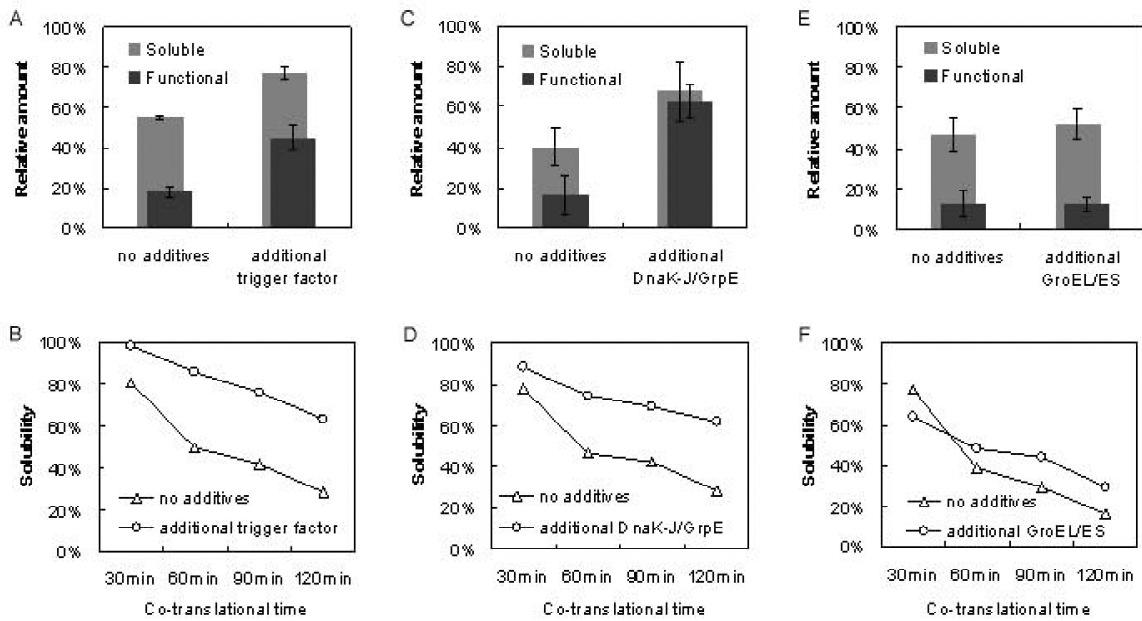 A
100%
80%
60%
40%
20%
0%
Relative amount
Soluble
Functional
no additives
additional
trigger factor
C
100%
80%
60%
40%
20%
0%
Relative amount
Soluble
Functional
no additives
additional
DnaK-J/GrpE
E
100%
80%
60%
40%
20%
0%
Relative amount
Soluble
Functional
no additives
additional
GroEL/ES
B
100%
80%
60%
40%
20%
0%
Solubility
no additives
additional trigger factor
30min 60min 90min 120min
Co-translational time
D
100%
80%
60%
40%
20%
0%
Solubility
no additives
additional DnaK-J/GrpE
30min 60min 90min 120min
Co-translational time
F
100%
80%
60%
40%
20%
0%
Solubility
no additives
additional GroEL/ES
30min 60min 90min 120min
Co-translational time